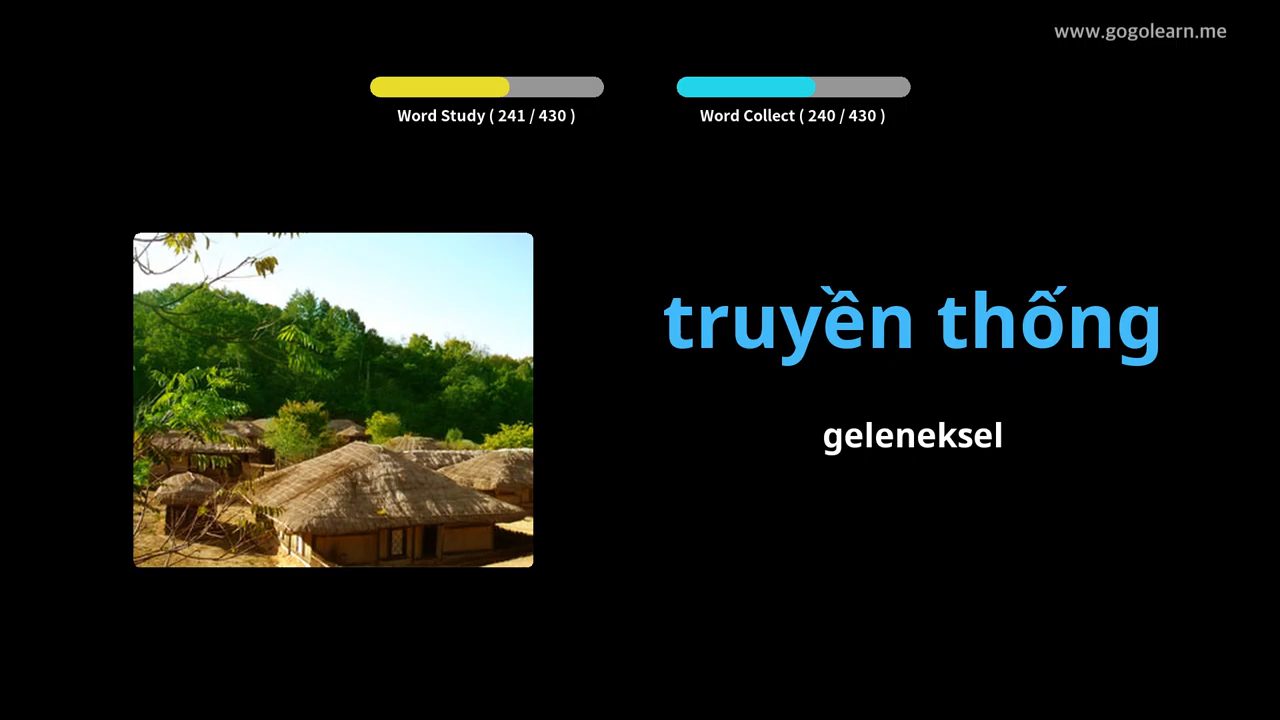 www.gogolearn.me
Word Study ( 241 / 430 )
Word Collect ( 240 / 430 )
truyền thống
geleneksel